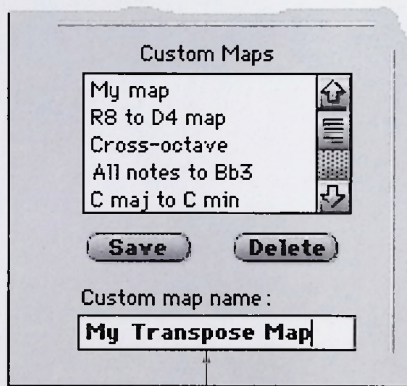 Custom Maps
My map
R8 to D4 map
Cross-octave
All notes to Bb3
C maj to C min
Save
Delete
Custom map name:
My Transpose Map